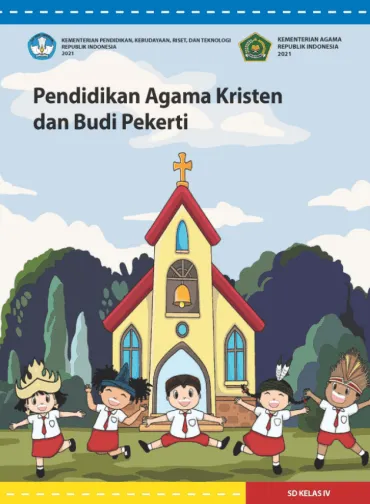 KEMENTERIAN PENDIDIKAN, KEBUDAYAAN, RISET, DAN TEKNOLOGI
REPUBLIK INDONESIA
2021
KEMENTERIAN AGAMA
REPUBLIK INDONESIA
2021
Pendidikan Agama Kristen
dan Budi Pekerti
SD KELAS IV